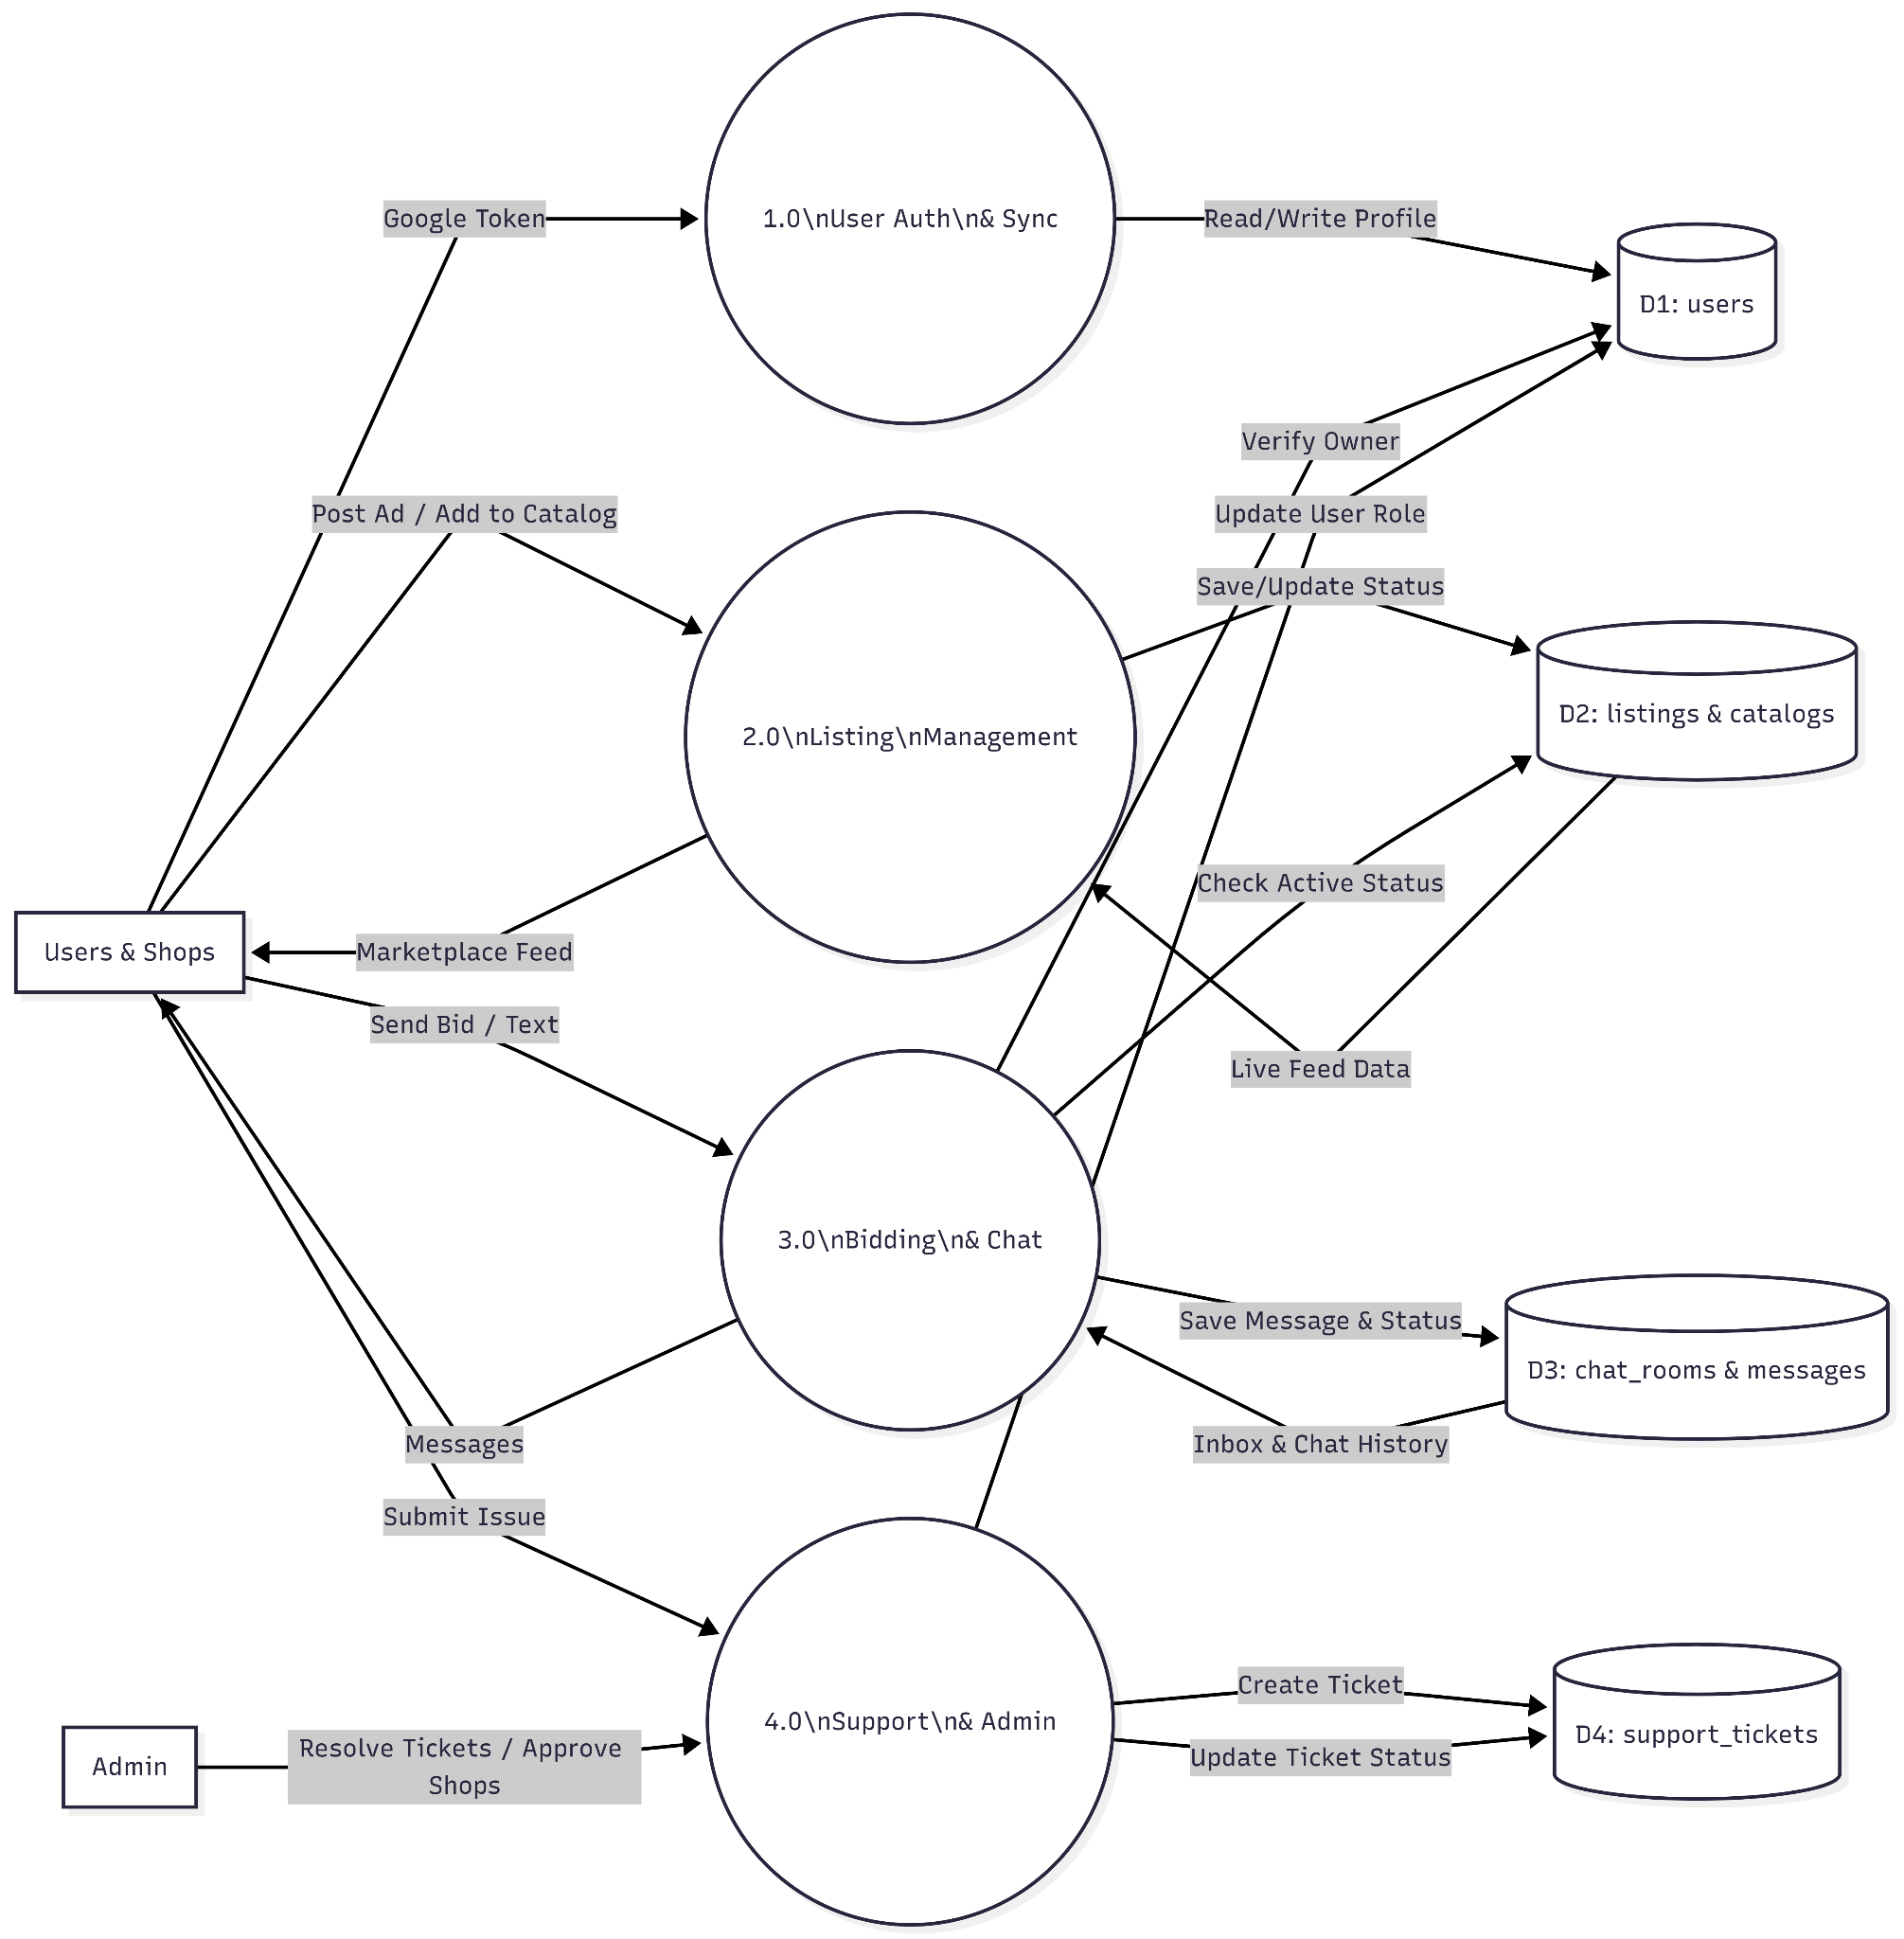 1.0\nUser Auth\n& Sync
Google Token
Read/Write Profile
D1: users
Verify Owner
Post Ad / Add to Catalog
Update User Role
Save/Update Status
2.0\nListing\nManagement
D2: listings & catalogs
Check Active Status
Users & Shops
Marketplace Feed
Send Bid / Text
Live Feed Data
3.0\nBidding\n& Chat
Save Message & Status
D3: chat_rooms & messages
Messages
Inbox & Chat History
Submit Issue
Create Ticket
4.0\nSupport\n& Admin
D4: support_tickets
Resolve Tickets / Approve
Shops
Admin
Update Ticket Status